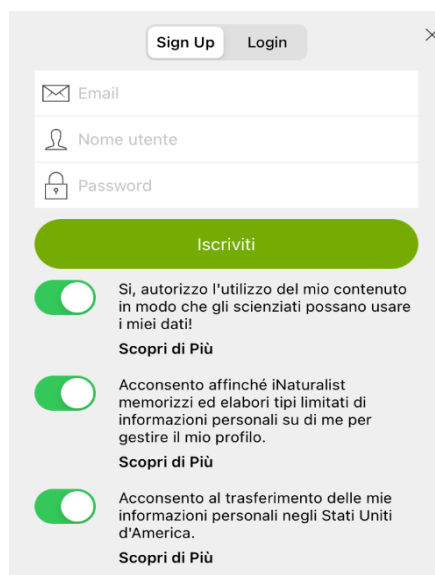 Sign Up Login
Email
Nome utente
Password
Iscriviti
Si, autorizzo l'utilizzo del mio contenuto
in modo che gli scienziati possano usare
i miei dati!
Scopri di Più
Acconsento affinché iNaturalist
memorizzi ed elabori tipi limitati di
informazioni personali su di me per
gestire il mio profilo.
Scopri di Più
Acconsento al trasferimento delle mie
informazioni personali negli Stati Uniti
d'America.
Scopri di Più